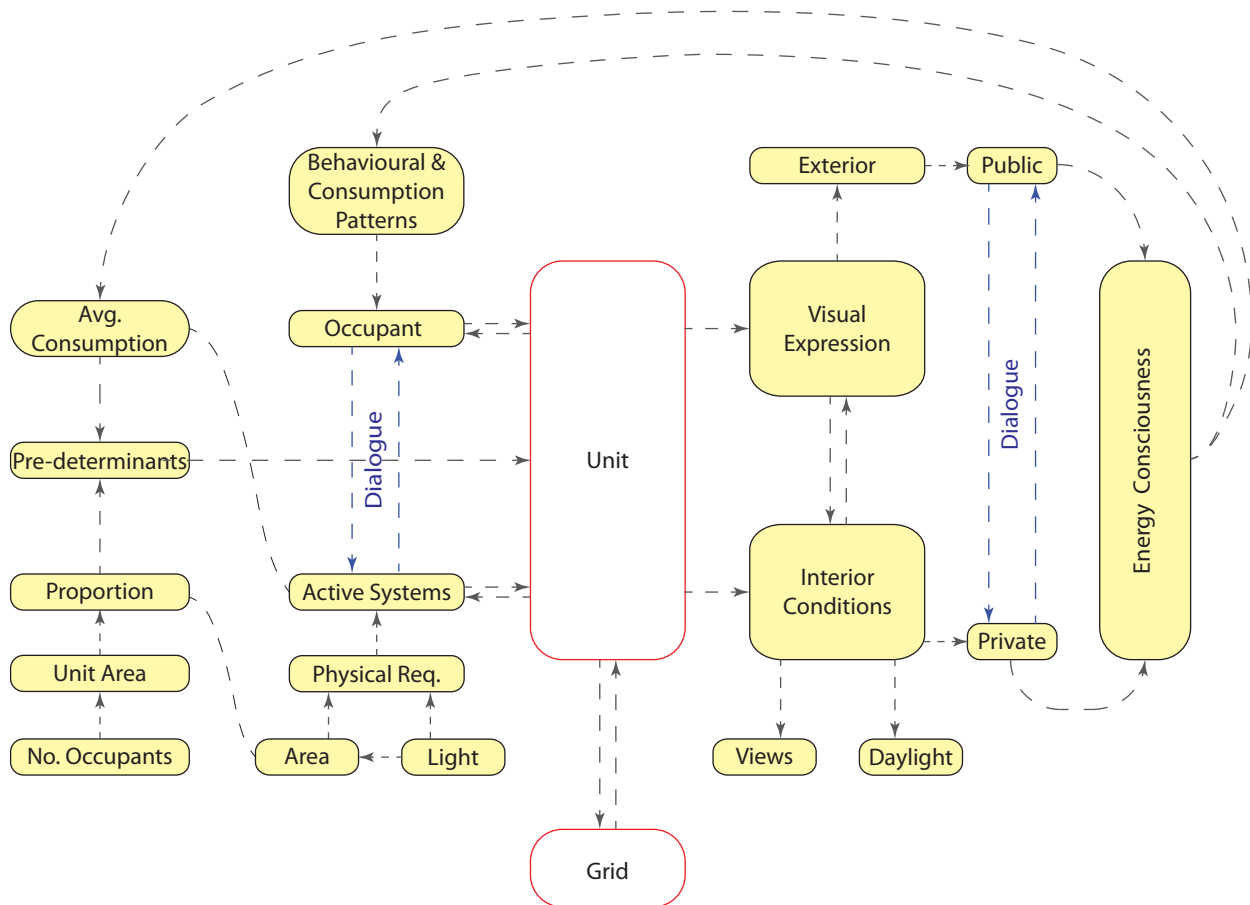 Behavioural &
Consumption
Patterns
Exterior
Public
Avg.
Consumption
Occupant
Visual
Expression
Dialogue
Dialogue
Pre-determinants
Unit
Energy Consciousness
Proportion
Active Systems
Interior
Conditions
Private
Unit Area
Physical Req.
No. Occupants
Area
Light
Views
Daylight
Grid